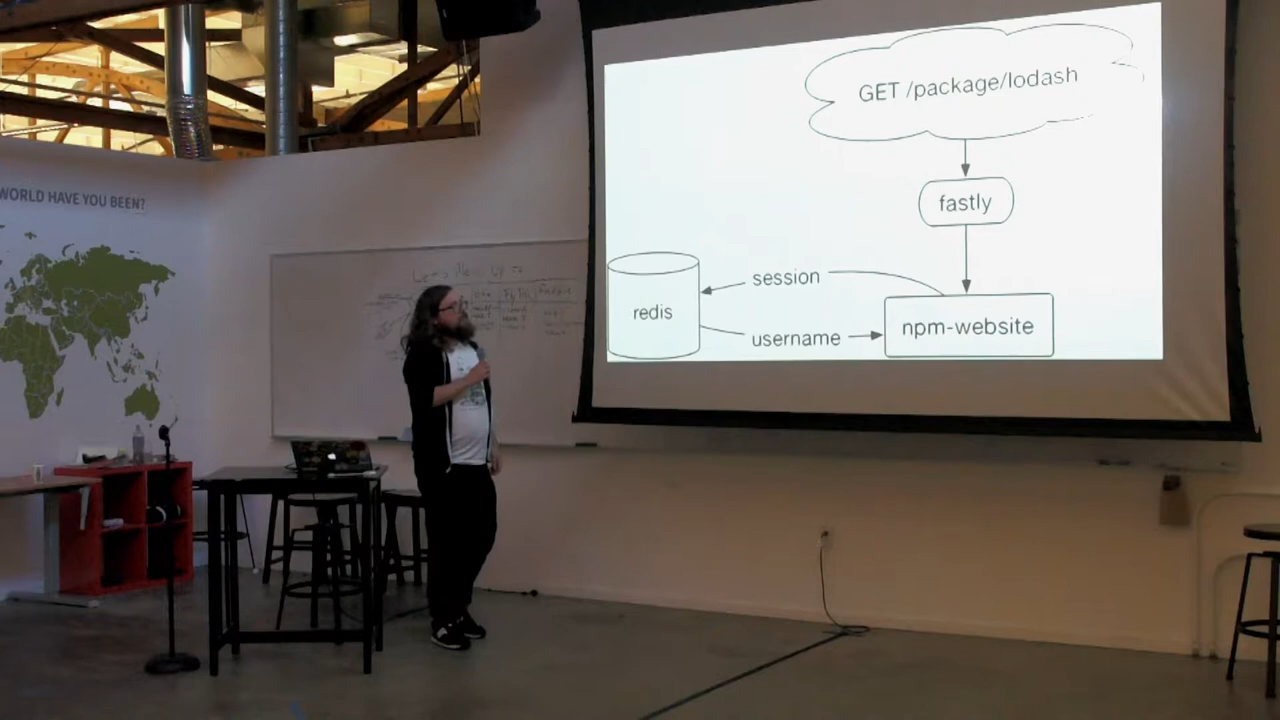 WORLD HAVE YOU BEEN?
GET /package/lodash
fastly
session
redis
username
npm-website